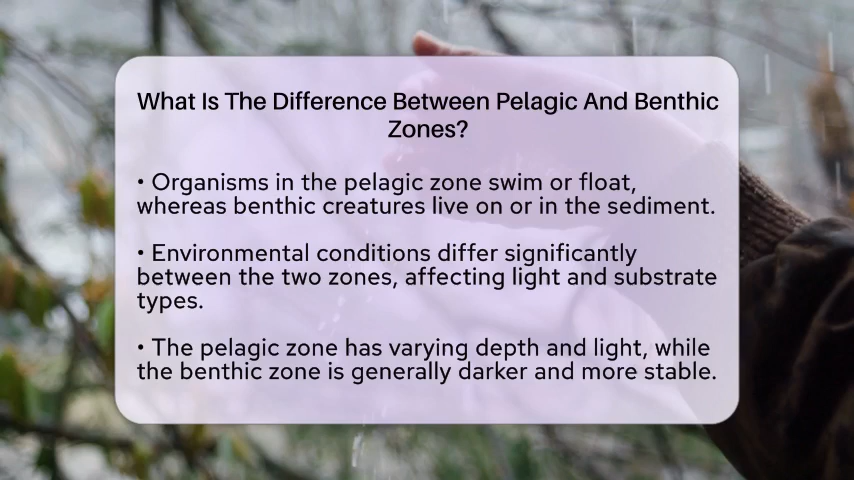 What Is The Difference Between Pelagic And Benthic
Zones?
• Organisms in the pelagic zone swim or float,
whereas benthic creatures live on or in the sediment.
• Environmental conditions differ significantly
between the two zones, affecting light and substrate
types.
• The pelagic zone has varying depth and light, while
the benthic zone is generally darker and more stable.